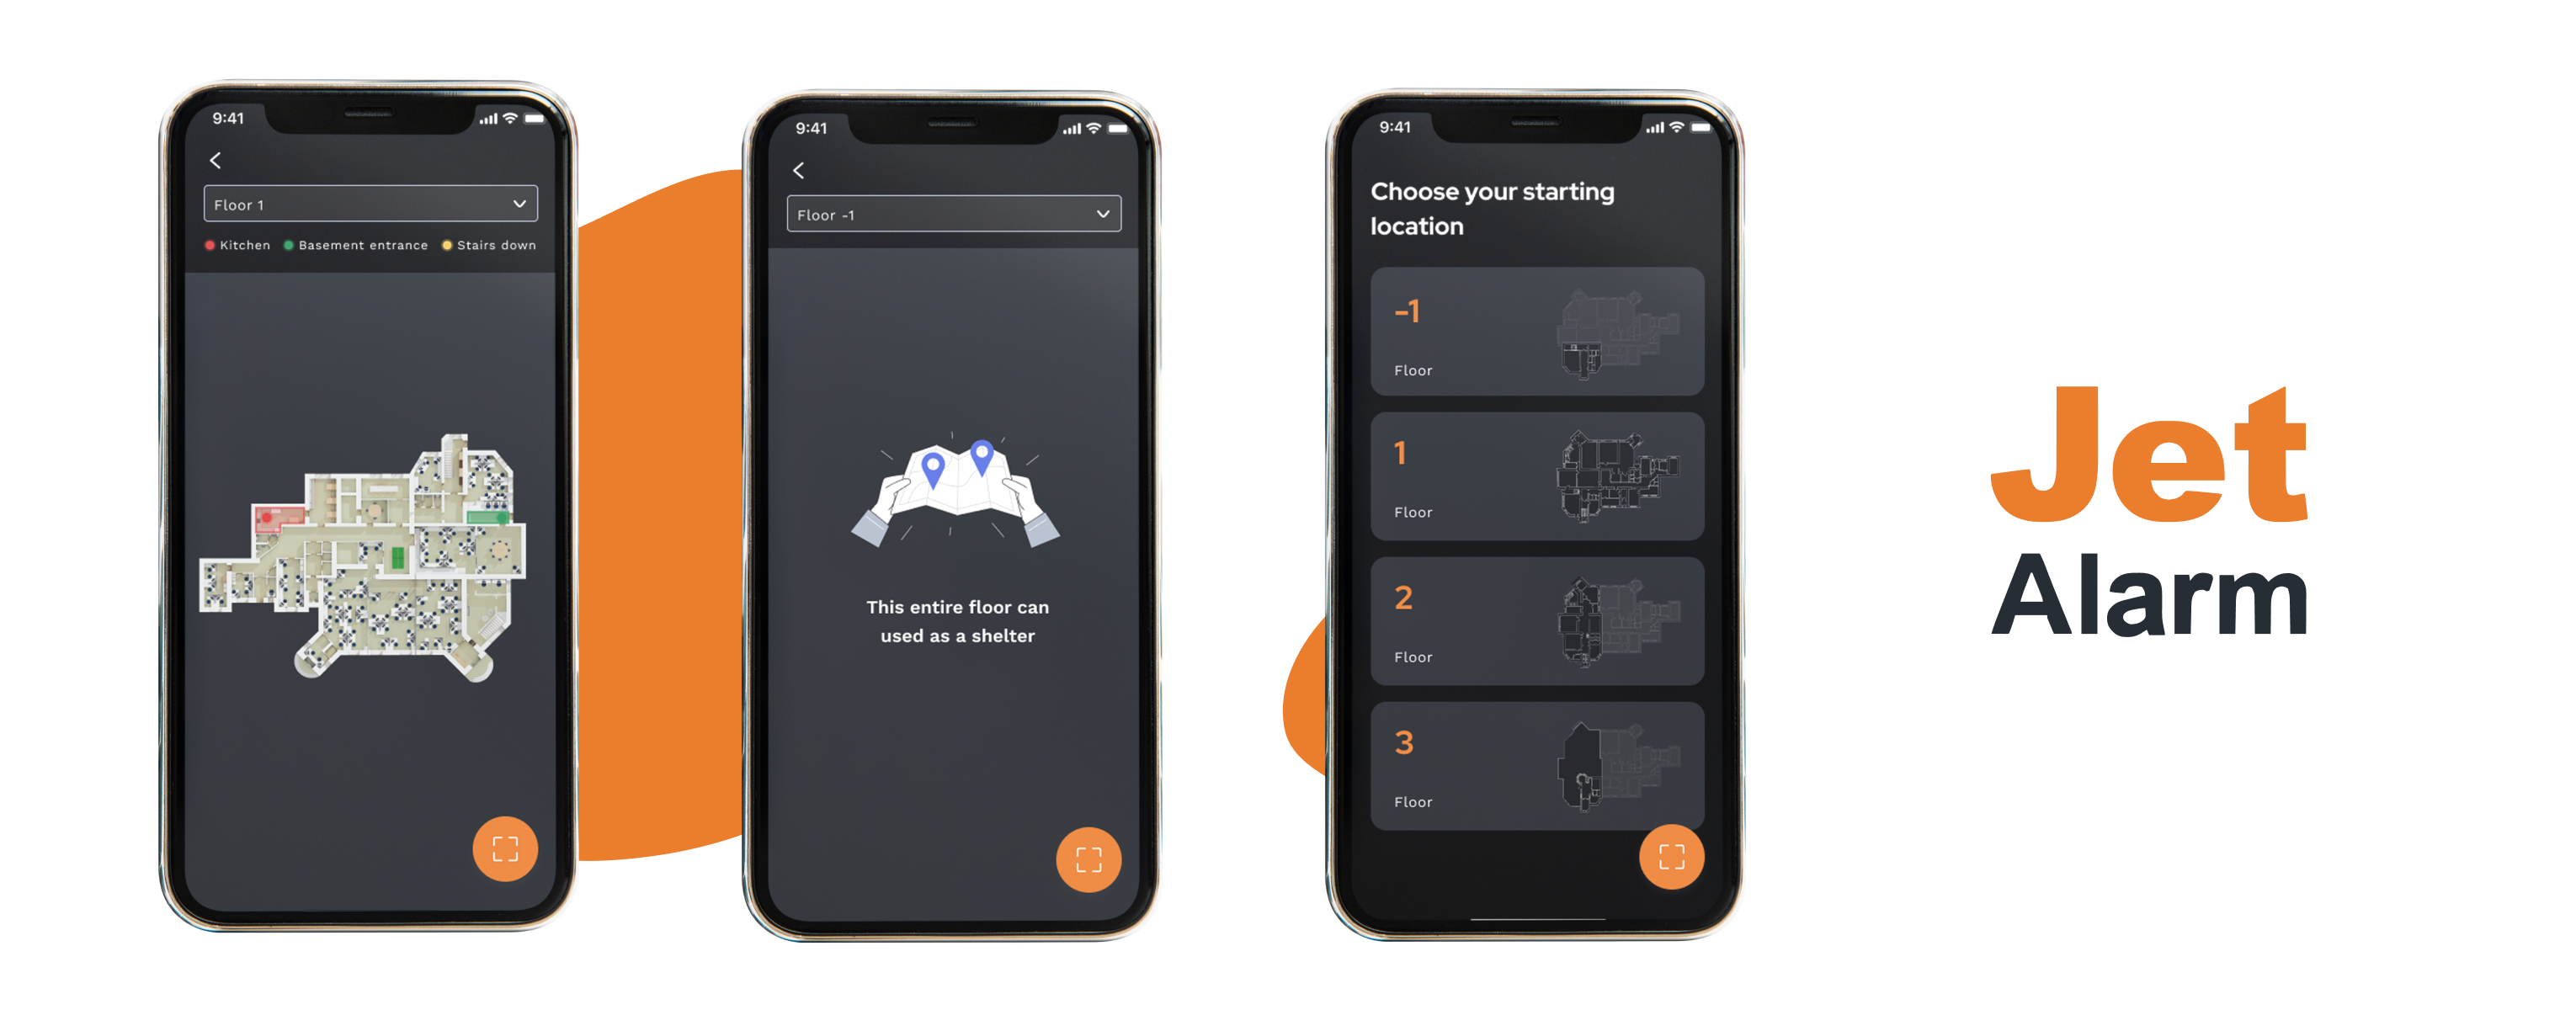 9:41
Floor 1
Kitchen Basement entrance Stairs down
9:41
Floor -1
This entire floor can
used as a shelter
9:41
Choose your starting
location
-1
Floor
1
Floor
2
Floor
3
Floor
Jet
Alarm